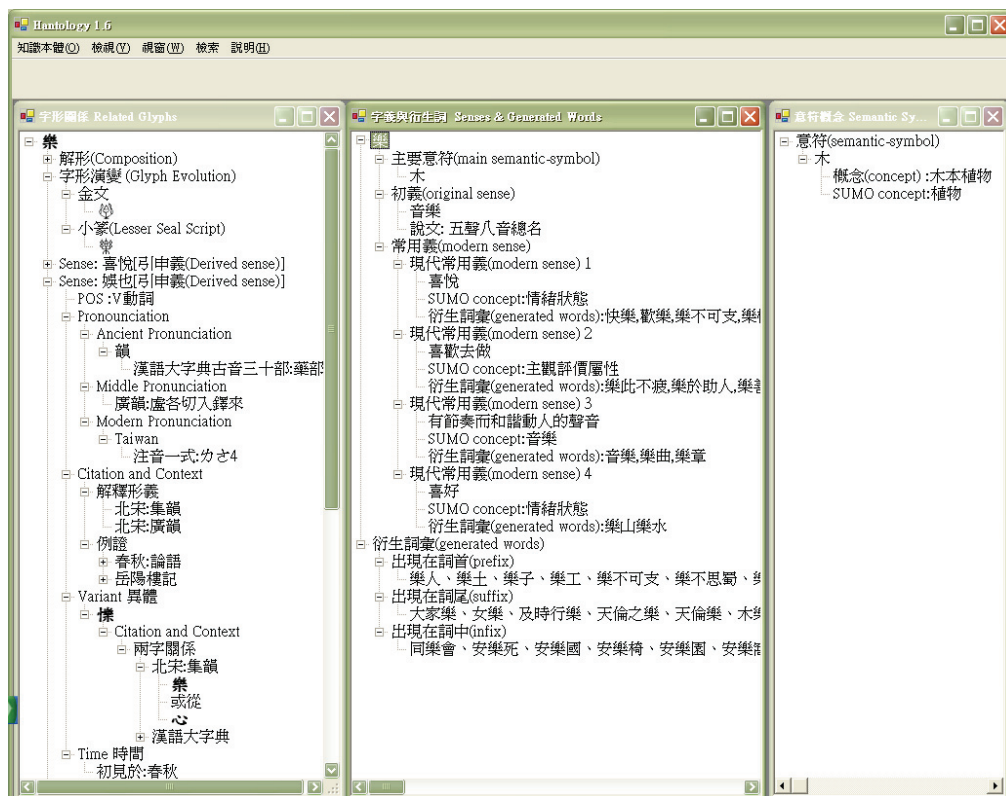 Hantology 1.6
知識本體(O) 檢視(V) 視窗(W) 檢索 說明(H)
字形關係 Related Glyphs
樂
解形(Composition)
字形演變 (Glyph Evolution)
金文
小篆(Lesser Seal Script)
Sense: 喜悅[引申義(Derived sense)]
Sense: 娛也[引申義(Derived sense)]
POS :V動詞
Pronounciation
Ancient Pronunciation
韻
漢語大字典古音三十部:藥部
Middle Pronunciation
廣韻:盧各切入鐸來
Modern Pronunciation
Taiwan
注音一式:ㄌㄜ4
Citation and Context
解釋形義
北宋:集韻
北宋:廣韻
例證
春秋:論語
岳陽樓記
Variant 異體
Citation and Context
兩字關係
北宋:集韻
樂
或從
心
漢語大字典
Time 時間
初見於:春秋
字義與衍生詞 Senses & Generated Words
樂
主要意符(main semantic-symbol)
木
初義(original sense)
音樂
說文: 五聲八音總名
常用義(modern sense)
現代常用義(modern sense) 1
喜悅
SUMO concept:情緒狀態
衍生詞彙(generated words):快樂,歡樂,樂不可支,
現代常用義(modern sense) 2
喜歡去做
SUMO concept:主觀評價屬性
衍生詞彙(generated words):樂此不疲,樂於助人,
現代常用義(modern sense) 3
有節奏而和諧動人的聲音
SUMO concept:音樂
衍生詞彙(generated words):音樂,樂曲,樂章
現代常用義(modern sense) 4
喜好
SUMO concept:情緒狀態
衍生詞彙(generated words):樂山樂水
衍生詞彙(generated words)
出現在詞首(prefix)
樂人、樂土、樂子、樂工、樂不可支、樂不思蜀、
出現在詞尾(suffix)
大家樂、女樂、及時行樂、天倫之樂、天倫樂、
出現在詞中(infix)
同樂會、安樂死、安樂國、安樂椅、安樂園、安樂窩
意符概念 Semantic Sy...
意符(semantic-symbol)
木
概念(concept) :木本植物
SUMO concept:植物